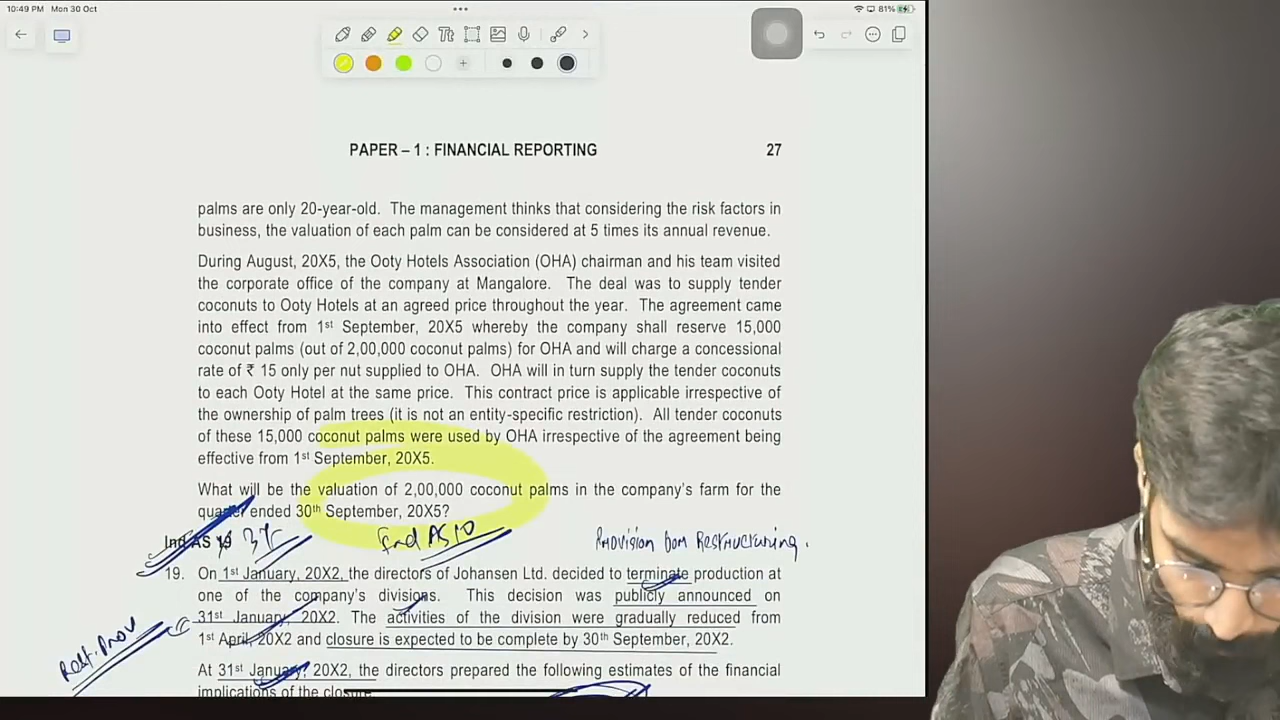 10:49 PM Mon 30 Oct
81%
PAPER – 1 : FINANCIAL REPORTING 27
palms are only 20-year-old. The management thinks that considering the risk factors in
business, the valuation of each palm can be considered at 5 times its annual revenue.
During August, 20X5, the Ooty Hotels Association (OHA) chairman and his team visited
the corporate office of the company at Mangalore. The deal was to supply tender
coconuts to Ooty Hotels at an agreed price throughout the year. The agreement came
into effect from 1st September, 20X5 whereby the company shall reserve 15,000
coconut palms (out of 2,00,000 coconut palms) for OHA and will charge a concessional
rate of ₹ 15 only per nut supplied to OHA. OHA will in turn supply the tender coconuts
to each Ooty Hotel at the same price. This contract price is applicable irrespective of
the ownership of palm trees (it is not an entity-specific restriction). All tender coconuts
of these 15,000 coconut palms were used by OHA irrespective of the agreement being
effective from 1st September, 20X5.
What will be the valuation of 2,00,000 coconut palms in the company's farm for the
quarter ended 30th September, 20X5?
Ind AS 37 Ind AS 10 Provision for Restructuring.
19. On 1st January, 20X2, the directors of Johansen Ltd. decided to terminate production at
one of the company's divisions. This decision was publicly announced on
31st January, 20X2. The activities of the division were gradually reduced from
1st April, 20X2 and closure is expected to be complete by 30th September, 20X2.
Rest. Prov
At 31st January, 20X2, the directors prepared the following estimates of the financial
implications of the closure